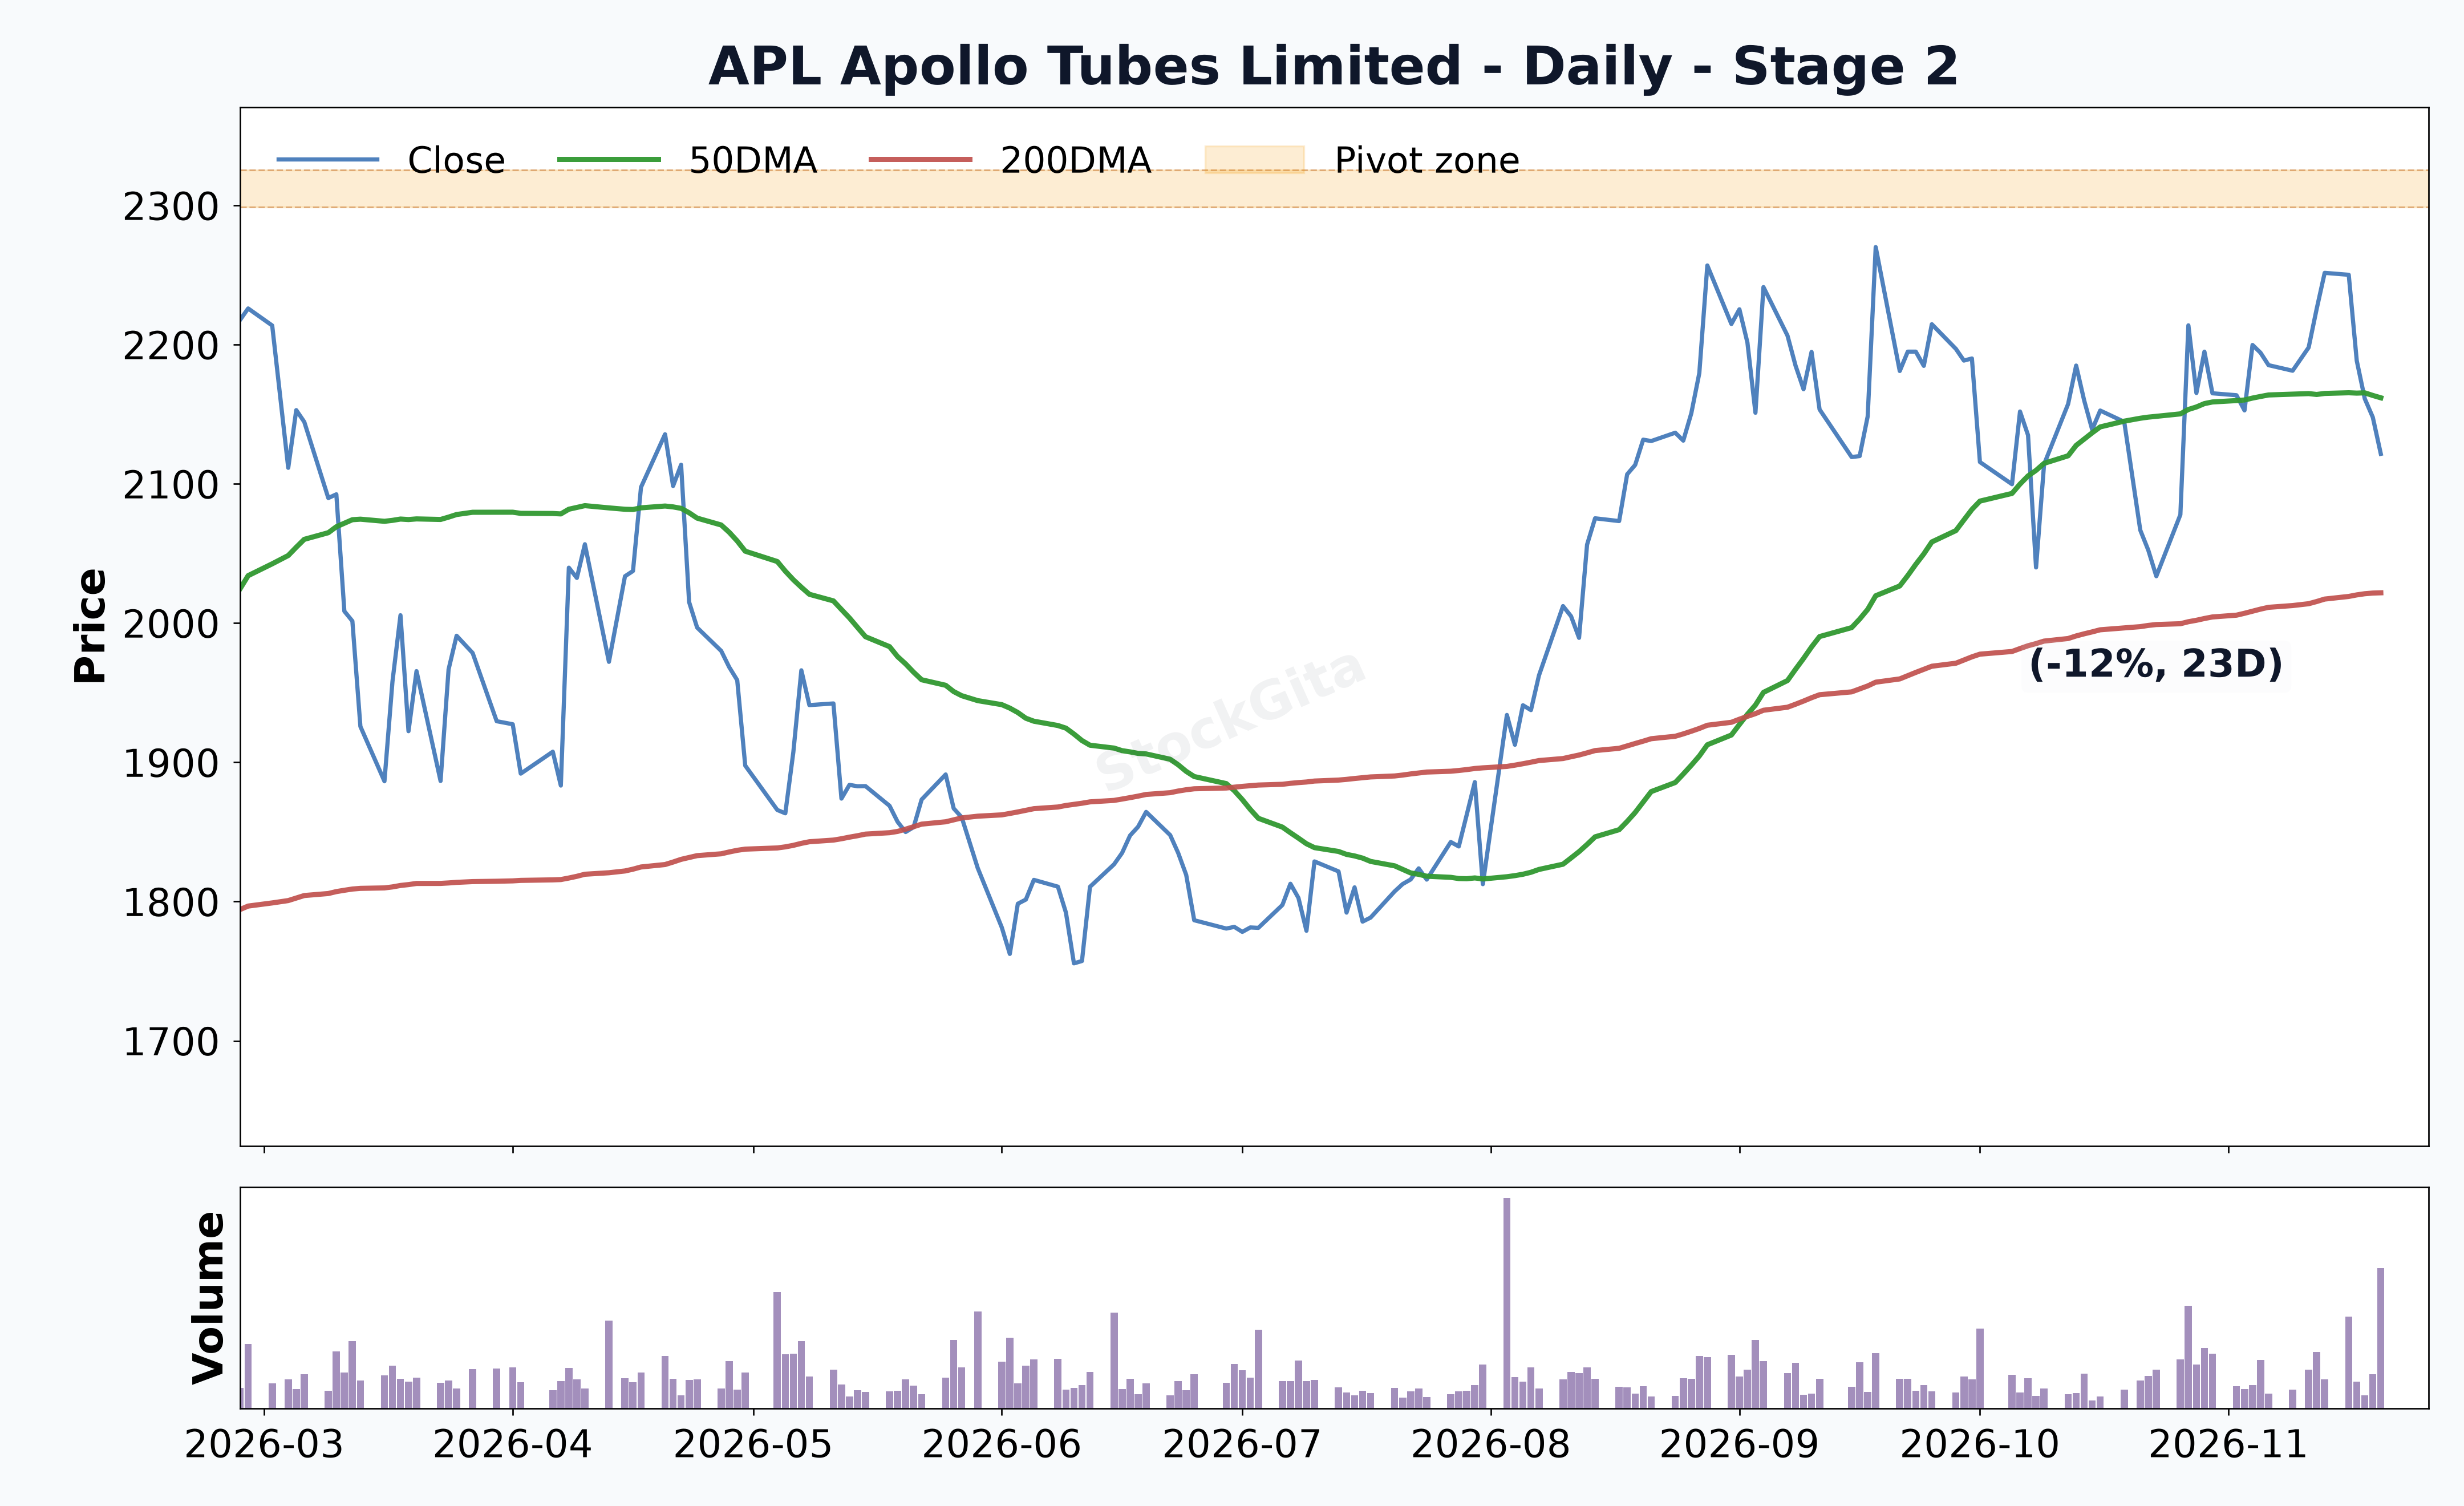 APL Apollo Tubes Limited - Daily - Stage 2
Close 50DMA 200DMA Pivot zone
Price
2300
2200
2100
2000
1900
1800
1700
(-12%, 23D)
StockGita
Volume
2026-03 2026-04 2026-05 2026-06 2026-07 2026-08 2026-09 2026-10 2026-11